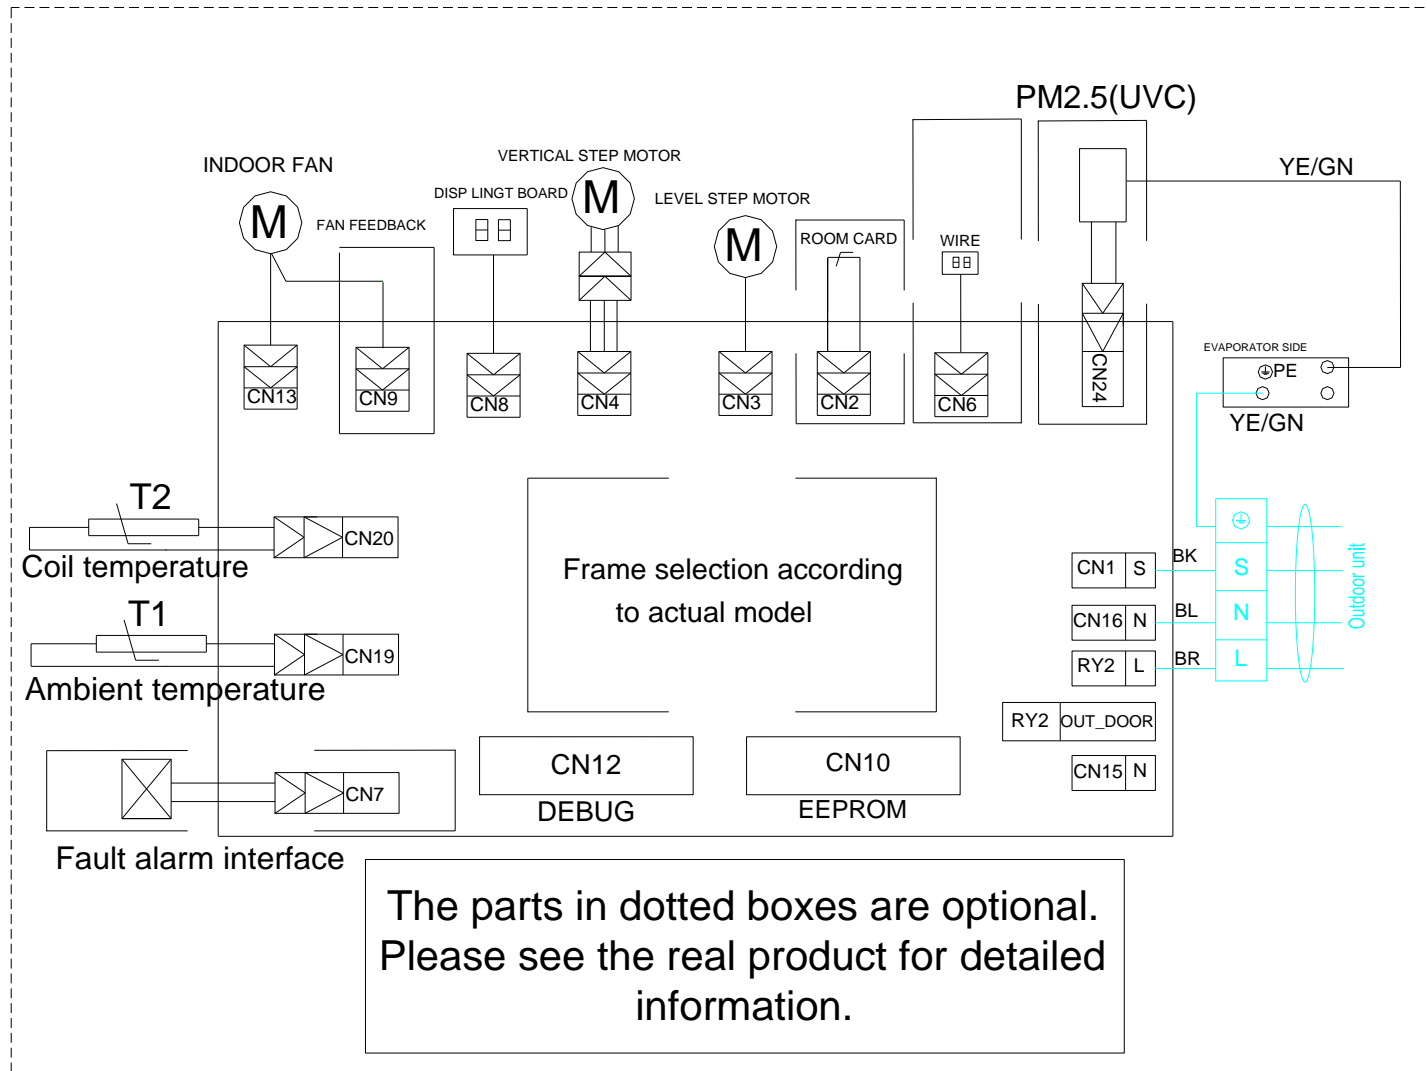 PM2.5(UVC)
VERTICAL STEP MOTOR
INDOOR FAN
YE/GN
DISP LINGT BOARD
M
LEVEL STEP MOTOR
M
FAN FEEDBACK
ROOM CARD
WIRE
M
EVAPORATOR SIDE
PE
CN13
CN9
CN8
CN4
CN3
CN2
CN6
CN24
YE/GN
T2
CN20
Coil temperature
Frame selection according
to actual model
CN1 S
BK
S
Outdoor unit
T1
CN16 N
BL
N
CN19
RY2 L
BR
L
Ambient temperature
RY2 OUT_DOOR
CN12
CN10
CN15 N
CN7
DEBUG
EEPROM
Fault alarm interface
The parts in dotted boxes are optional.
Please see the real product for detailed
information.